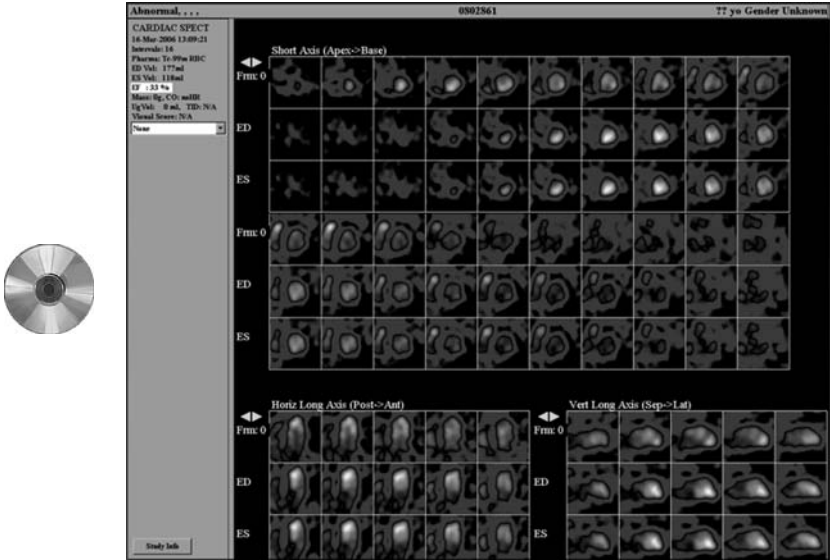 Abnormal, , , , 0802861 ?? yo Gender Unknown
CARDIAC SPECT
16-Mar-2006 13:09:21
Intervals: 16
Pharma: Tc-99m RBC
ED Vol: 177ml
ES Vol: 118ml
EF : 33 %
Mass: 0g, CO: noHR
UgVol: 0 ml, TID: N/A
Visual Score: N/A
None
Short Axis (Apex->Base)
Frm: 0
ED
ES
Frm: 0
ED
ES
Horiz Long Axis (Post->Ant) Vert Long Axis (Sep->Lat)
Frm: 0 Frm: 0
ED ED
ES ES
Study Info